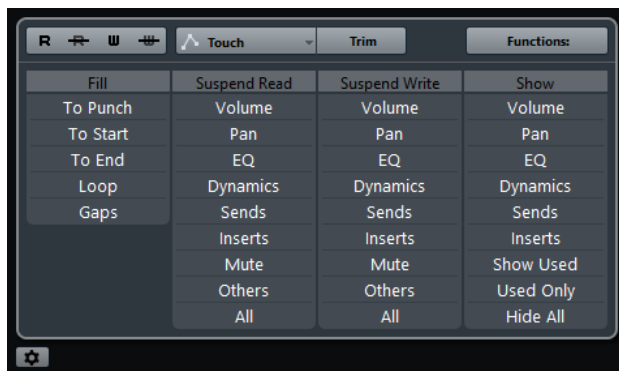 R R W W Touch Trim Functions:
Fill Suspend Read Suspend Write Show
To Punch Volume Volume Volume
To Start Pan Pan Pan
To End EQ EQ EQ
Loop Dynamics Dynamics Dynamics
Gaps Sends Sends Sends
Inserts Inserts Inserts
Mute Mute Show Used
Others Others Used Only
All All Hide All